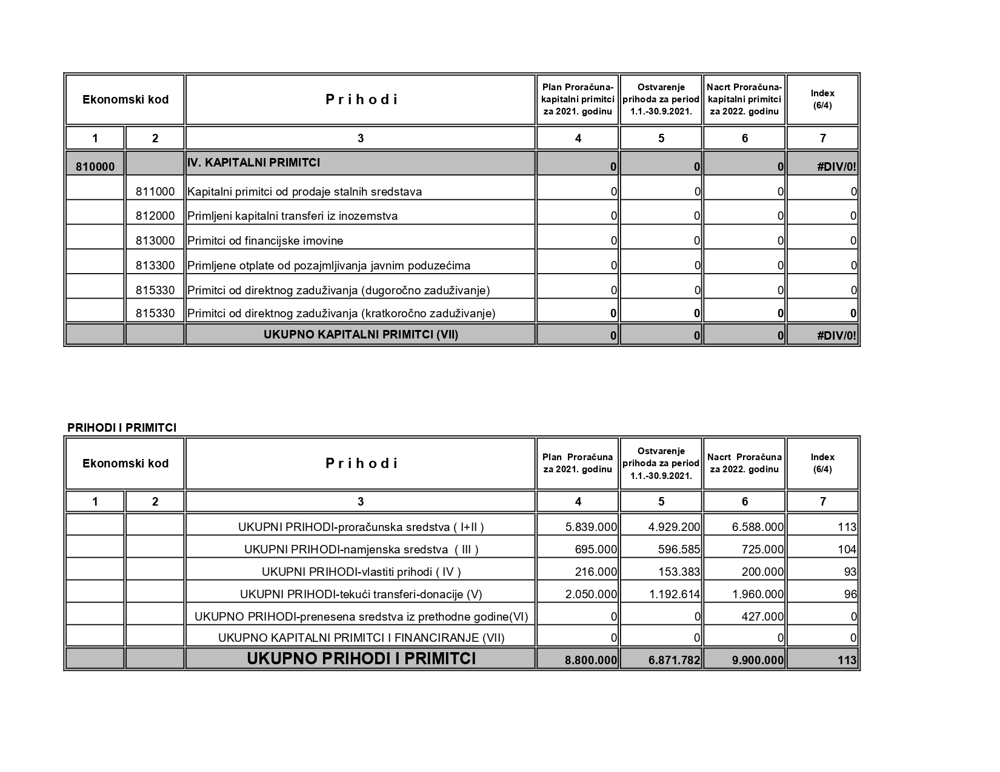 Ekonomski kod | P r i h o d i | Plan Proračuna-kapitalni primitci za 2021. godinu | Ostvarenje prihoda za period 1.1.-30.9.2021. | Nacrt Proračuna-kapitalni primitci za 2022. godinu | Index (6/4)
1 | 2 | 3 | 4 | 5 | 6 | 7
810000 | IV. KAPITALNI PRIMITCI | 0 | 0 | 0 | #DIV/0!
811000 | Kapitalni primitci od prodaje stalnih sredstava | 0 | 0 | 0 | 0
812000 | Primljeni kapitalni transferi iz inozemstva | 0 | 0 | 0 | 0
813000 | Primitci od financijske imovine | 0 | 0 | 0 | 0
813300 | Primljene otplate od pozajmljivanja javnim poduzećima | 0 | 0 | 0 | 0
815330 | Primitci od direktnog zaduživanja (dugoročno zaduživanje) | 0 | 0 | 0 | 0
815330 | Primitci od direktnog zaduživanja (kratkoročno zaduživanje) | 0 | 0 | 0 | 0
UKUPNO KAPITALNI PRIMITCI (VII) | 0 | 0 | 0 | #DIV/0!
PRIHODI I PRIMITCI
Ekonomski kod | P r i h o d i | Plan Proračuna za 2021. godinu | Ostvarenje prihoda za period 1.1.-30.9.2021. | Nacrt Proračuna za 2022. godinu | Index (6/4)
1 | 2 | 3 | 4 | 5 | 6 | 7
UKUPNI PRIHODI-proračunska sredstva ( I+II ) | 5.839.000 | 4.929.200 | 6.588.000 | 113
UKUPNI PRIHODI-namjenska sredstva ( III ) | 695.000 | 596.585 | 725.000 | 104
UKUPNI PRIHODI-vlastiti prihodi ( IV ) | 216.000 | 153.383 | 200.000 | 93
UKUPNI PRIHODI-tekući transferi-donacije (V) | 2.050.000 | 1.192.614 | 1.960.000 | 96
UKUPNO PRIHODI-prenesena sredstva iz prethodne godine(VI) | 0 | 0 | 427.000 | 0
UKUPNO KAPITALNI PRIMITCI I FINANCIRANJE (VII) | 0 | 0 | 0 | 0
UKUPNO PRIHODI I PRIMITCI | 8.800.000 | 6.871.782 | 9.900.000 | 113